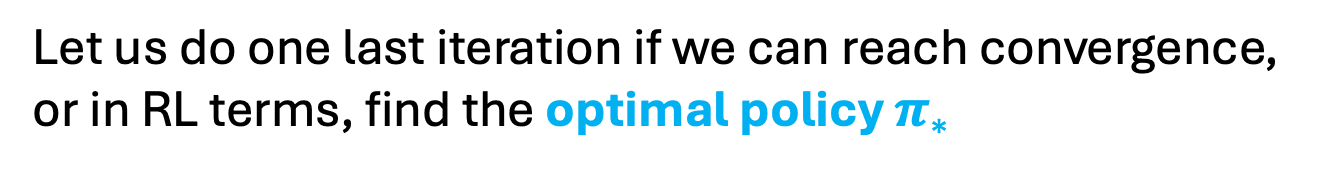 Let us do one last iteration if we can reach convergence,
or in RL terms, find the optimal policy π*